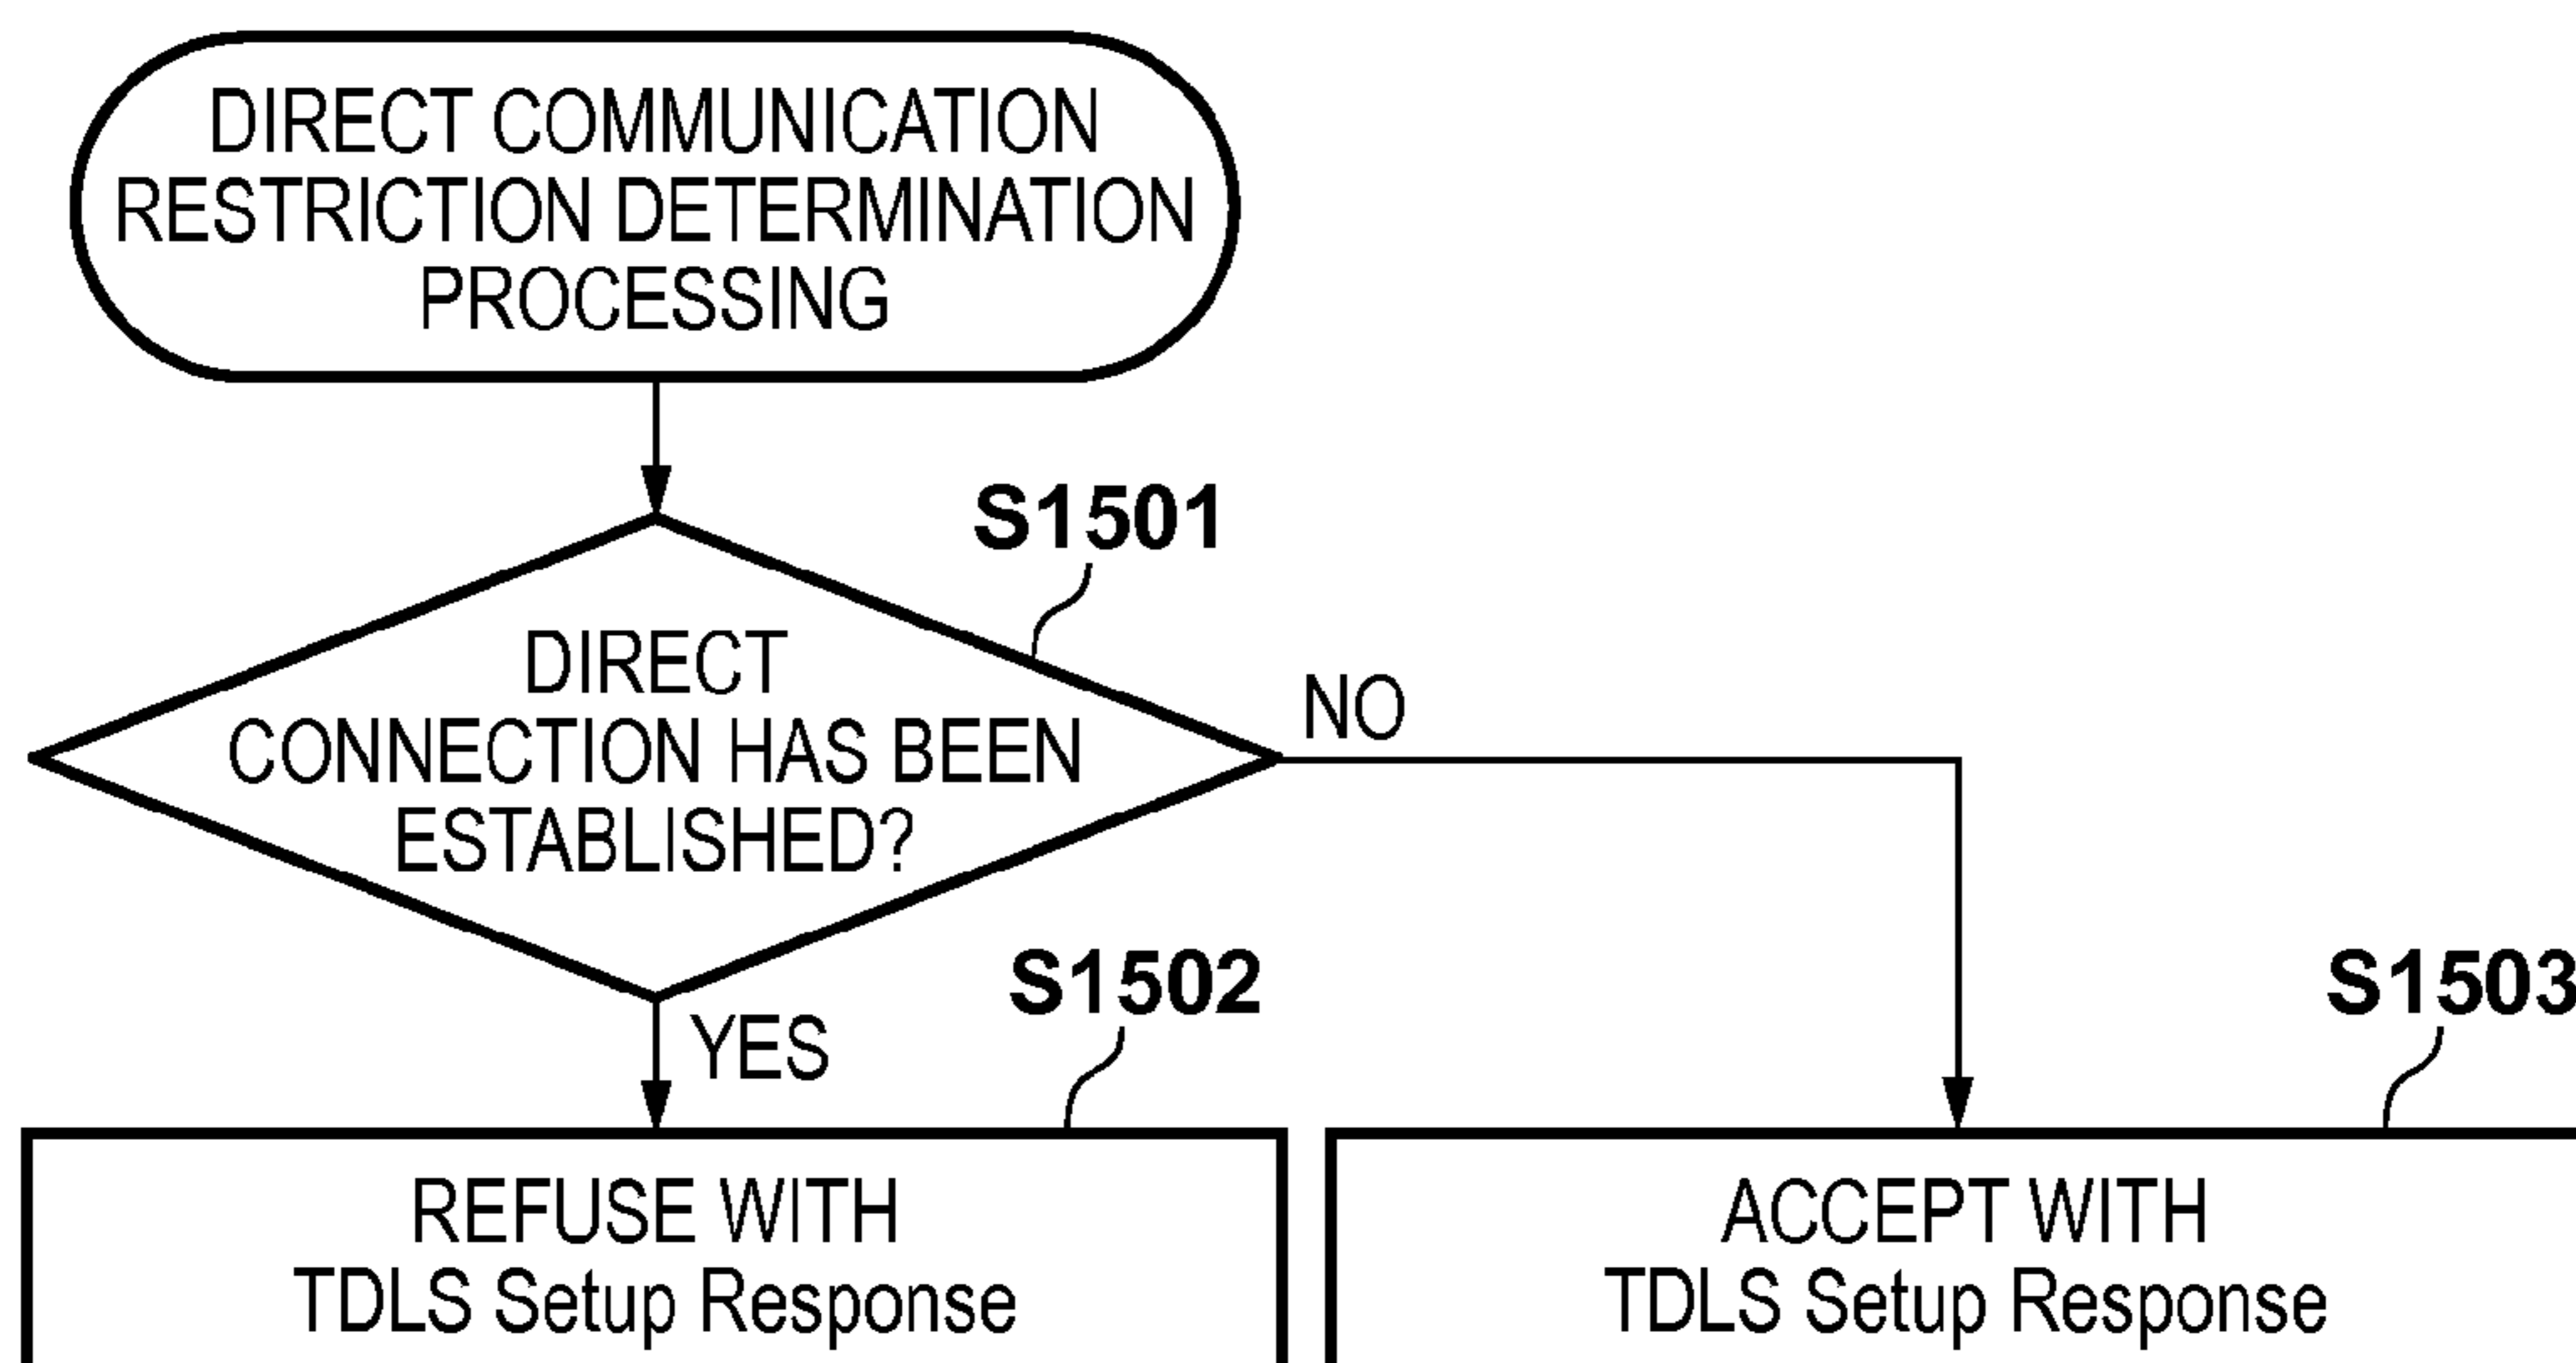 DIRECT COMMUNICATION
RESTRICTION DETERMINATION
PROCESSING
S1501
DIRECT
CONNECTION HAS BEEN
ESTABLISHED?
NO
YES
S1502
S1503
REFUSE WITH
TDLS Setup Response
ACCEPT WITH
TDLS Setup Response